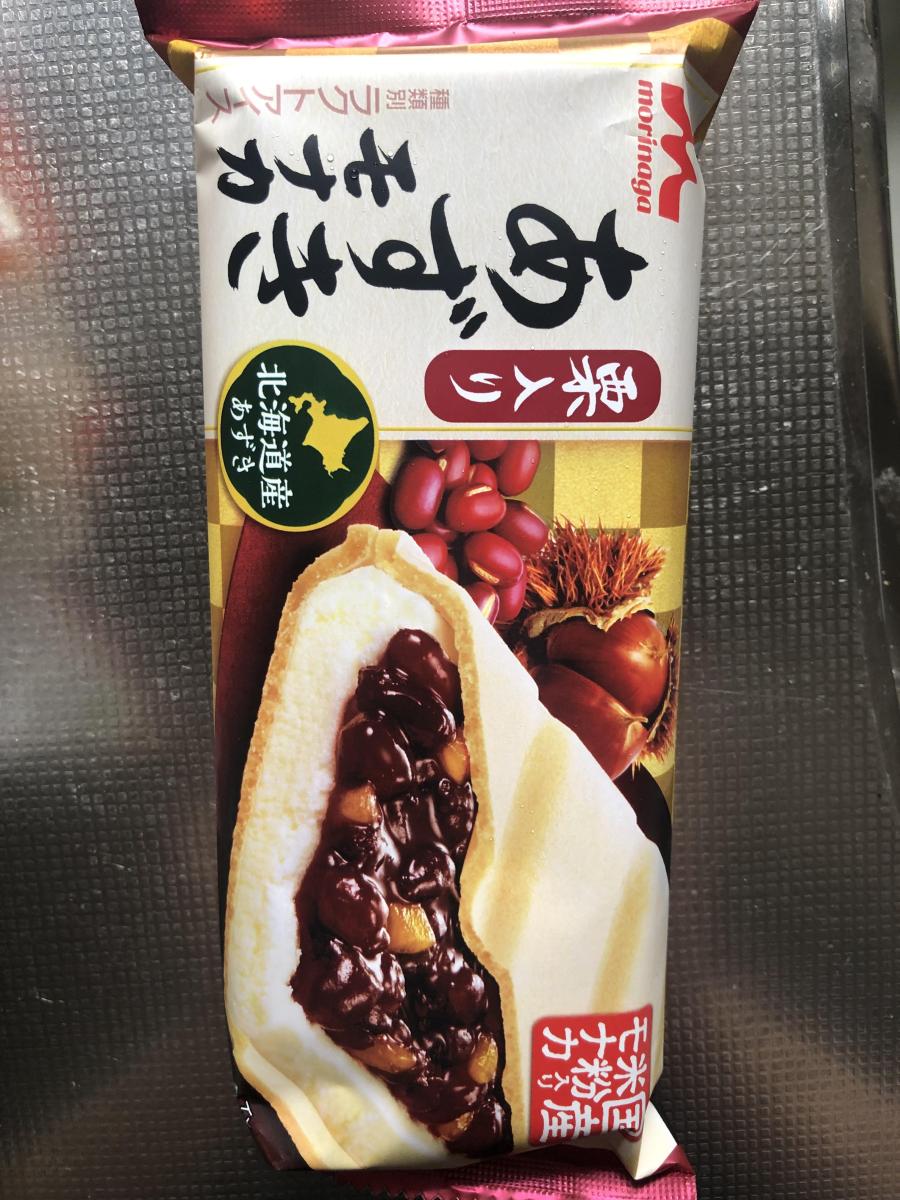 morinaga
あずき
モナカ
種類別 ラクトアイス
栗入り
北海道産
あずき
国産
米粉入り
モナカ